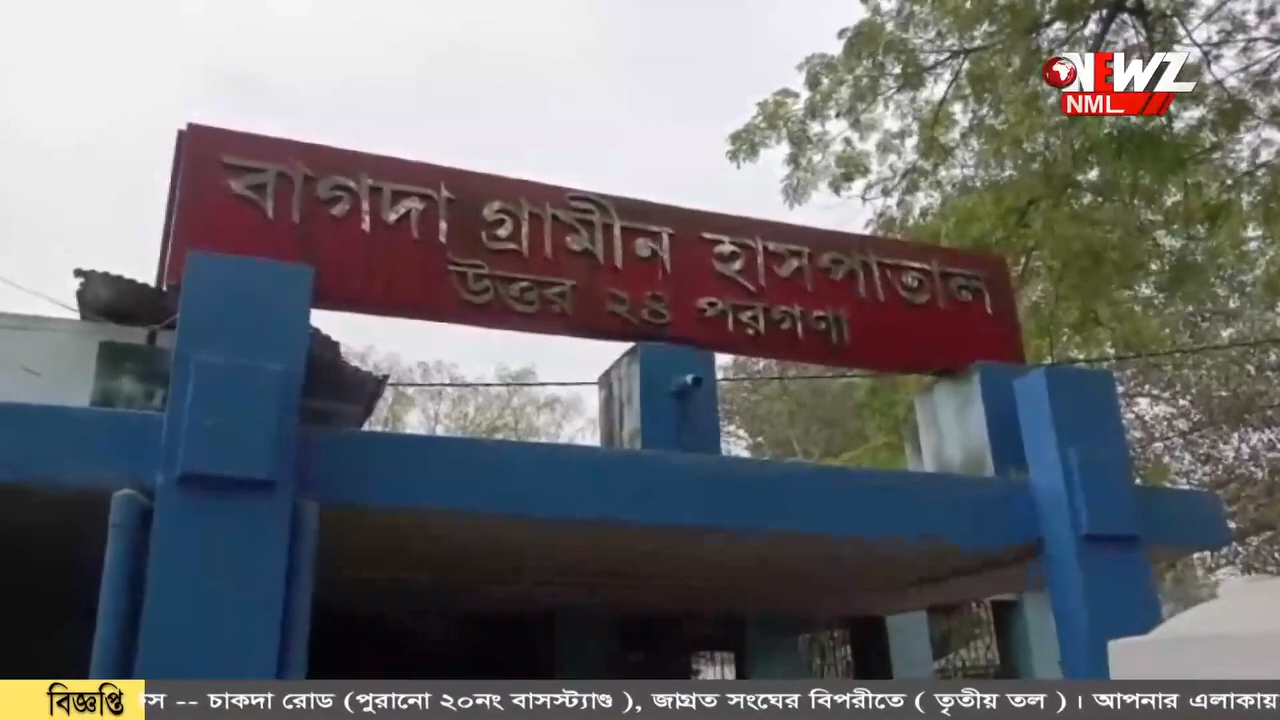 NEWZ
NML
বাগদা গ্রামীন হাসপাতাল
উত্তর ২৪ পরগণা
বিজ্ঞপ্তি
-- চাকদা রোড (পুরানো ২০নং বাসস্ট্যাণ্ড ), জাগ্রত সংঘের বিপরীতে ( তৃতীয় তল ) । আপনার এলাকায়